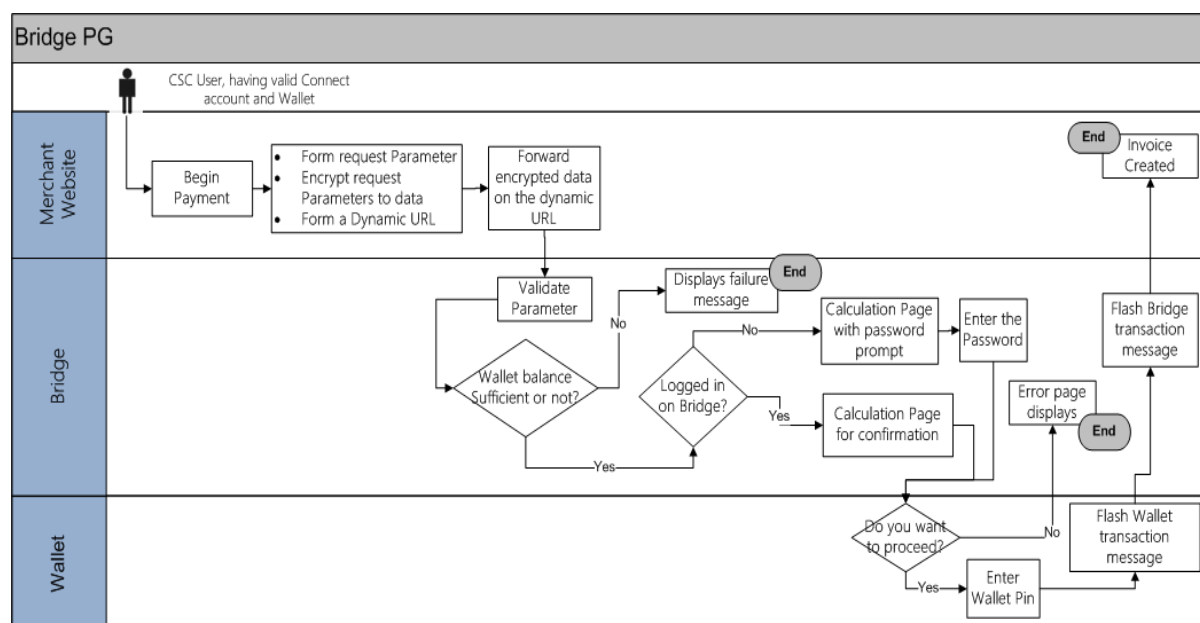 Bridge PG
CSC User, having valid Connect
account and Wallet
Merchant
Website
Begin
Payment
• Form request Parameter
• Encrypt request
Parameters to data
• Form a Dynamic URL
Forward
encrypted data
on the dynamic
URL
End
Invoice
Created
Bridge
Validate
Parameter
Displays failure
message
End
No
Wallet balance
Sufficient or not?
Yes
Logged in
on Bridge?
No
Calculation Page
with password
prompt
Enter the
Password
Yes
Calculation Page
for confirmation
Error page
displays
End
Flash Bridge
transaction
message
Wallet
Do you want
to proceed?
No
Yes
Enter
Wallet Pin
Flash Wallet
transaction
message